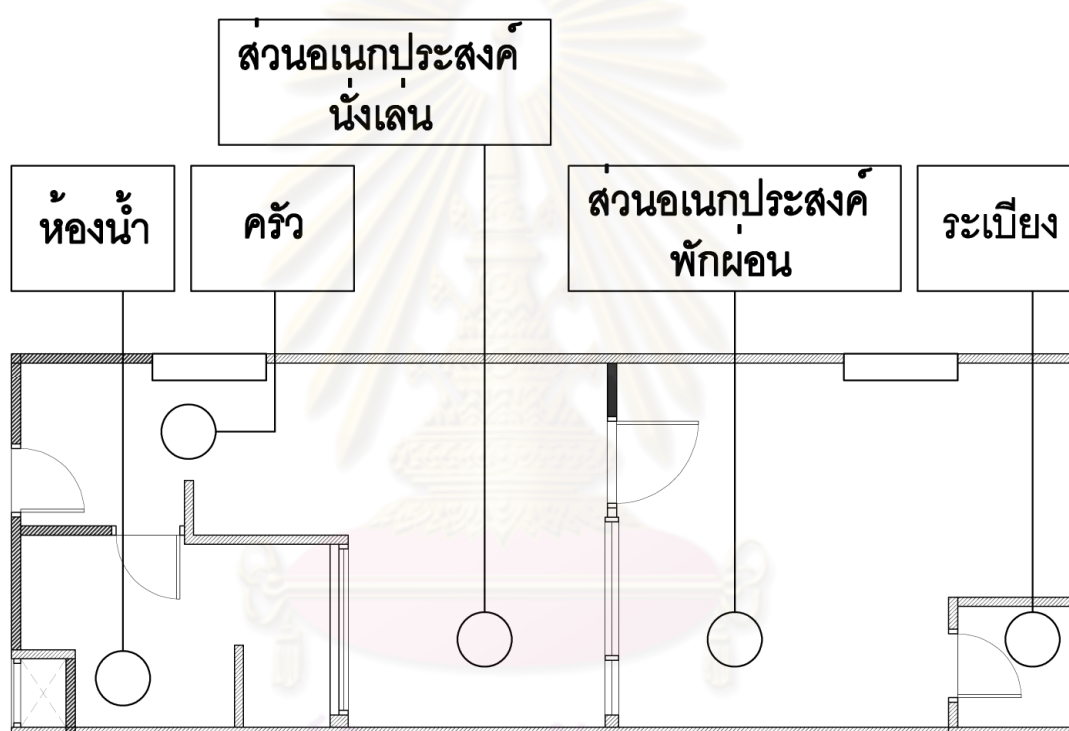 ส่วนอเนกประสงค์
นั่งเล่น
ห้องน้ำ
ครัว
ส่วนอเนกประสงค์
พักผ่อน
ระเบียง